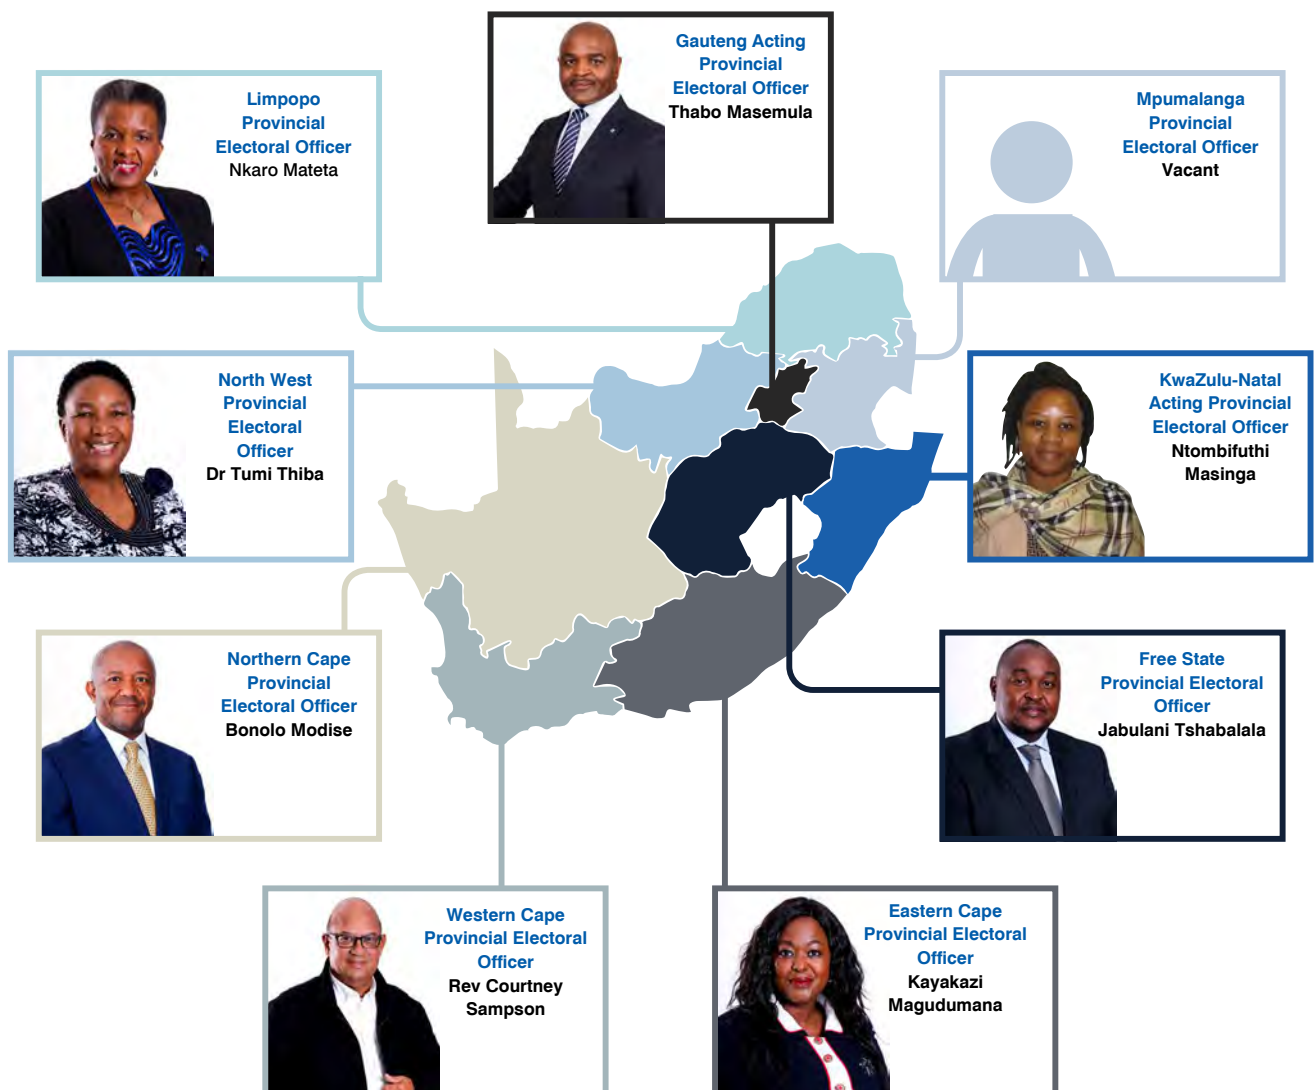 Gauteng Acting
Provincial
Electoral Officer
Thabo Masemula
Limpopo
Provincial
Electoral Officer
Nkaro Mateta
Mpumalanga
Provincial
Electoral Officer
Vacant
North West
Provincial
Electoral
Officer
Dr Tumi Thiba
KwaZulu-Natal
Acting Provincial
Electoral Officer
Ntombifuthi
Masinga
Northern Cape
Provincial
Electoral Officer
Bonolo Modise
Free State
Provincial Electoral
Officer
Jabulani Tshabalala
Western Cape
Provincial Electoral
Officer
Rev Courtney
Sampson
Eastern Cape
Provincial Electoral
Officer
Kayakazi
Magudumana